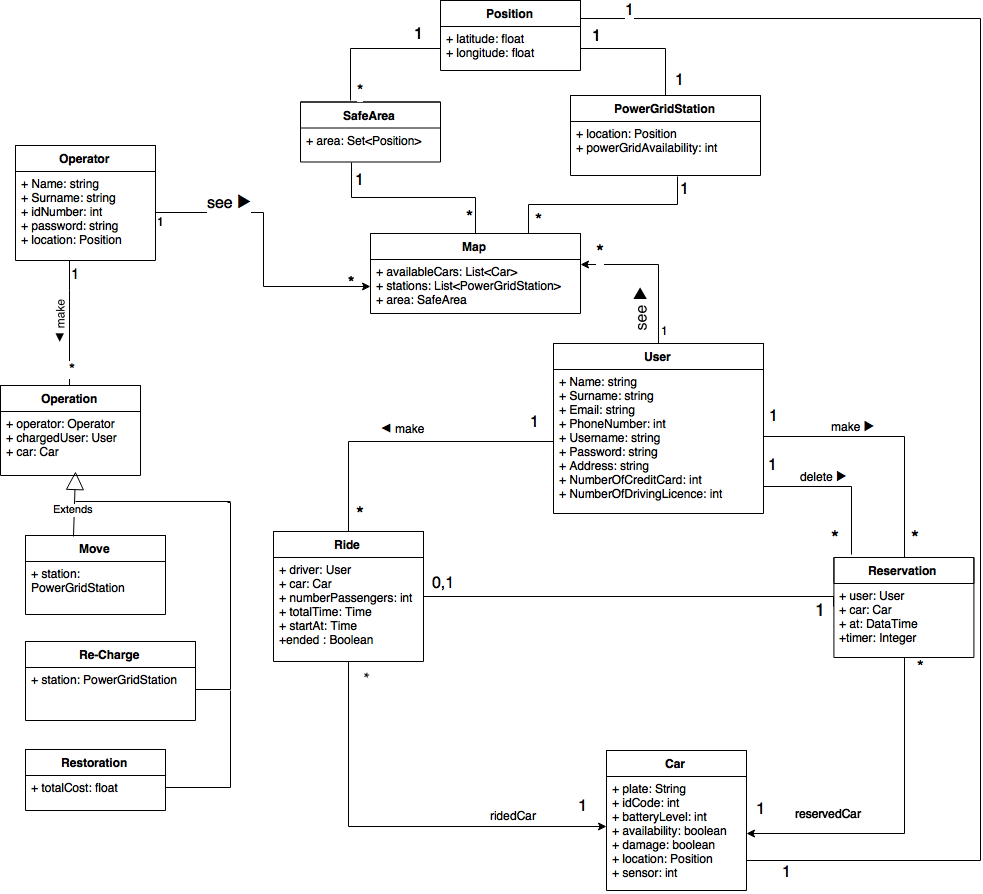 Position
+ latitude: float
+ longitude: float
1
1
1
*
1
SafeArea
+ area: Set<Position>
PowerGridStation
+ location: Position
+ powerGridAvailability: int
Operator
+ Name: string
+ Surname: string
+ idNumber: int
+ password: string
+ location: Position
see ▶
1
*
1
*
1
*
Map
+ availableCars: List<Car>
+ stations: List<PowerGridStation>
+ area: SafeArea
*
see ▶
1
1
◀ make
*
Operation
+ operator: Operator
+ chargedUser: User
+ car: Car
Extends
Move
+ station:
PowerGridStation
Re-Charge
+ station: PowerGridStation
Restoration
+ totalCost: float
User
+ Name: string
+ Surname: string
+ Email: string
+ PhoneNumber: int
+ Username: string
+ Password: string
+ Address: string
+ NumberOfCreditCard: int
+ NumberOfDrivingLicence: int
◀ make
1
*
1
make ▶
*
1
delete ▶
*
Ride
+ driver: User
+ car: Car
+ numberPassengers: int
+ totalTime: Time
+ startAt: Time
+ended : Boolean
0,1
1
Reservation
+ user: User
+ car: Car
+ at: DataTime
+timer: Integer
*
*
ridedCar
1
1
reservedCar
Car
+ plate: String
+ idCode: int
+ batteryLevel: int
+ availability: boolean
+ damage: boolean
+ location: Position
+ sensor: int
1